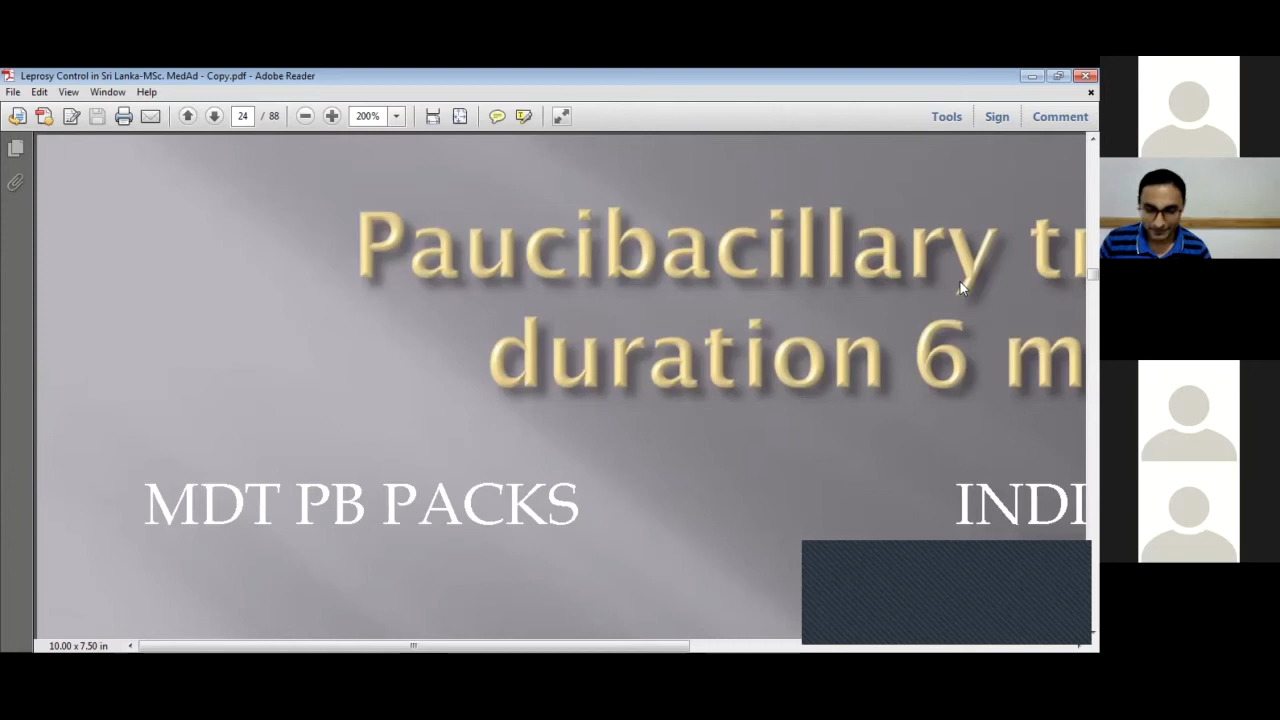 Leprosy Control in Sri Lanka-MSc. MedAd - Copy.pdf - Adobe Reader
File Edit View Window Help
24 / 88 200% Tools Sign Comment
Paucibacillary tr
duration 6 m
MDT PB PACKS INDI
10.00 x 7.50 in